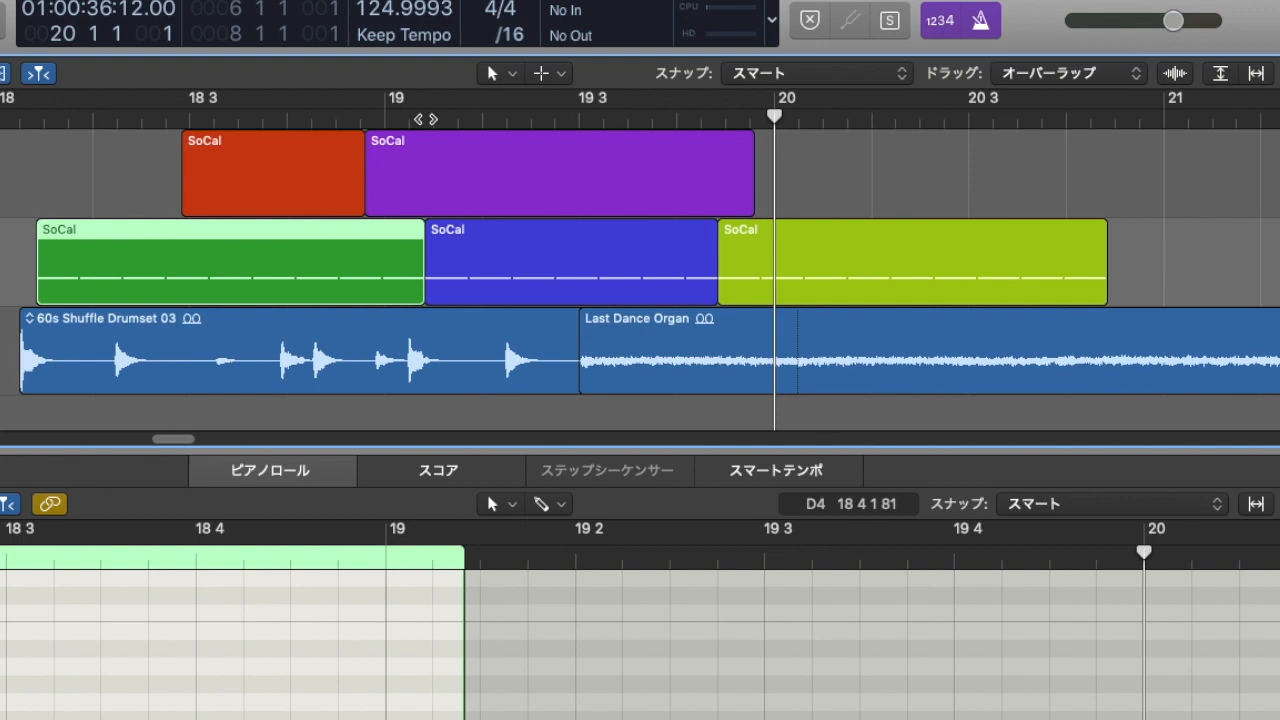 01:00:36:12.00 0006 1 1 001 124.9993 4/4 No In CPU
0020 1 1 001 0008 1 1 001 Keep Tempo /16 No Out HD
S 1234
スナップ: スマート ドラッグ: オーバーラップ
18 18 3 19 19 3 20 20 3 21
SoCal SoCal
SoCal SoCal SoCal
60s Shuffle Drumset 03 Last Dance Organ
ピアノロール スコア ステップシーケンサー スマートテンポ
D4 18 4 1 81 スナップ: スマート
18 3 18 4 19 19 2 19 3 19 4 20